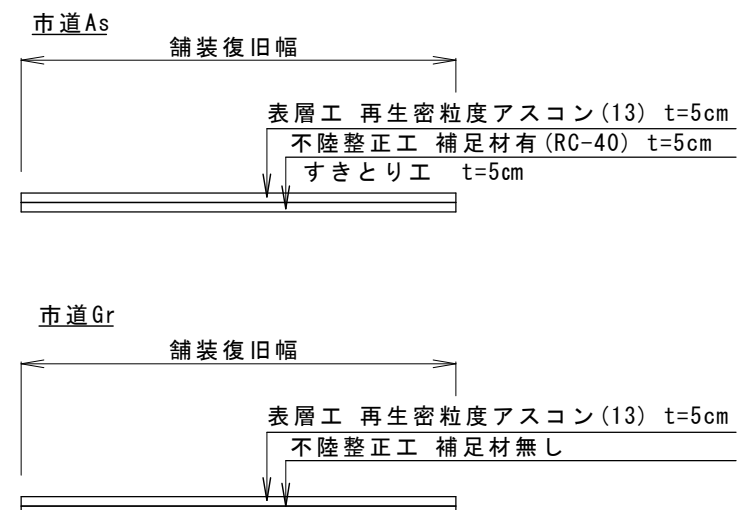 市道As
舗装復旧幅
表層工 再生密粒度アスコン(13) t=5cm
不陸整正工 補足材有(RC-40) t=5cm
すきとり工 t=5cm
市道Gr
舗装復旧幅
表層工 再生密粒度アスコン(13) t=5cm
不陸整正工 補足材無し